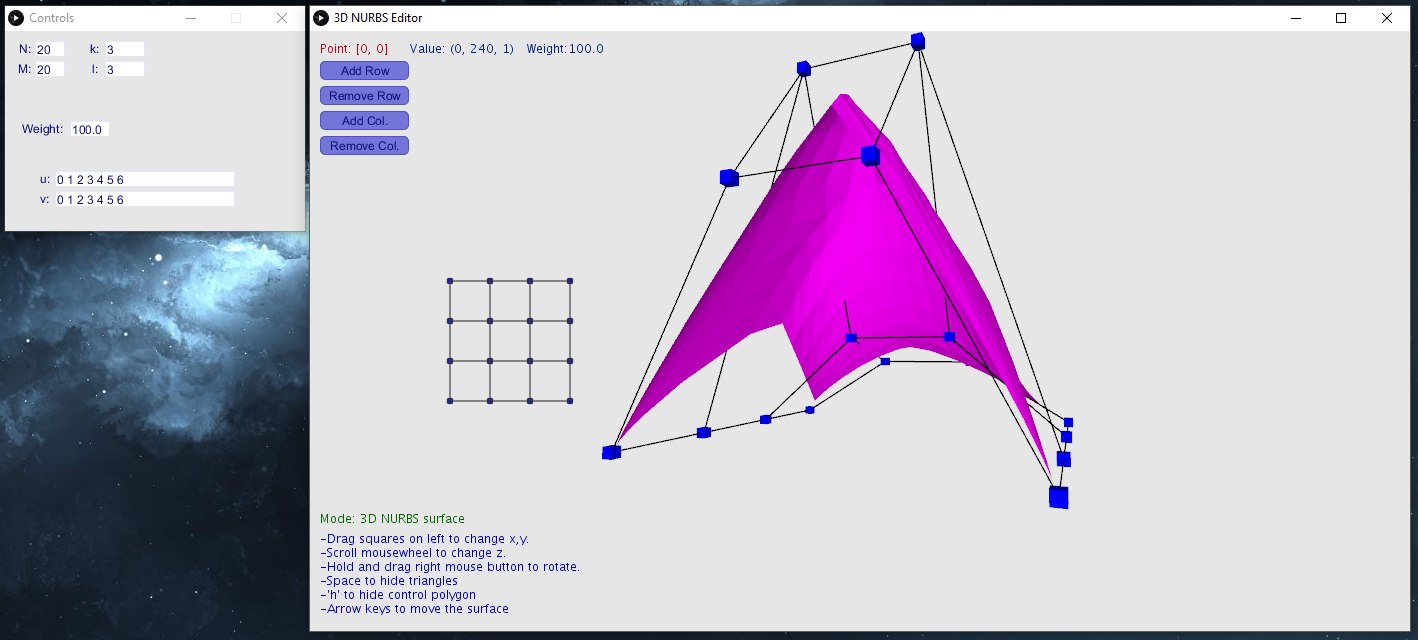 Controls
N: 20 k: 3
M: 20 l: 3
Weight: 100.0
u: 0 1 2 3 4 5 6
v: 0 1 2 3 4 5 6
3D NURBS Editor
Point: [0, 0] Value: (0, 240, 1) Weight:100.0
Add Row
Remove Row
Add Col.
Remove Col.
Mode: 3D NURBS surface
-Drag squares on left to change x,y.
-Scroll mousewheel to change z.
-Hold and drag right mouse button to rotate.
-Space to hide triangles
-'h' to hide control polygon
-Arrow keys to move the surface